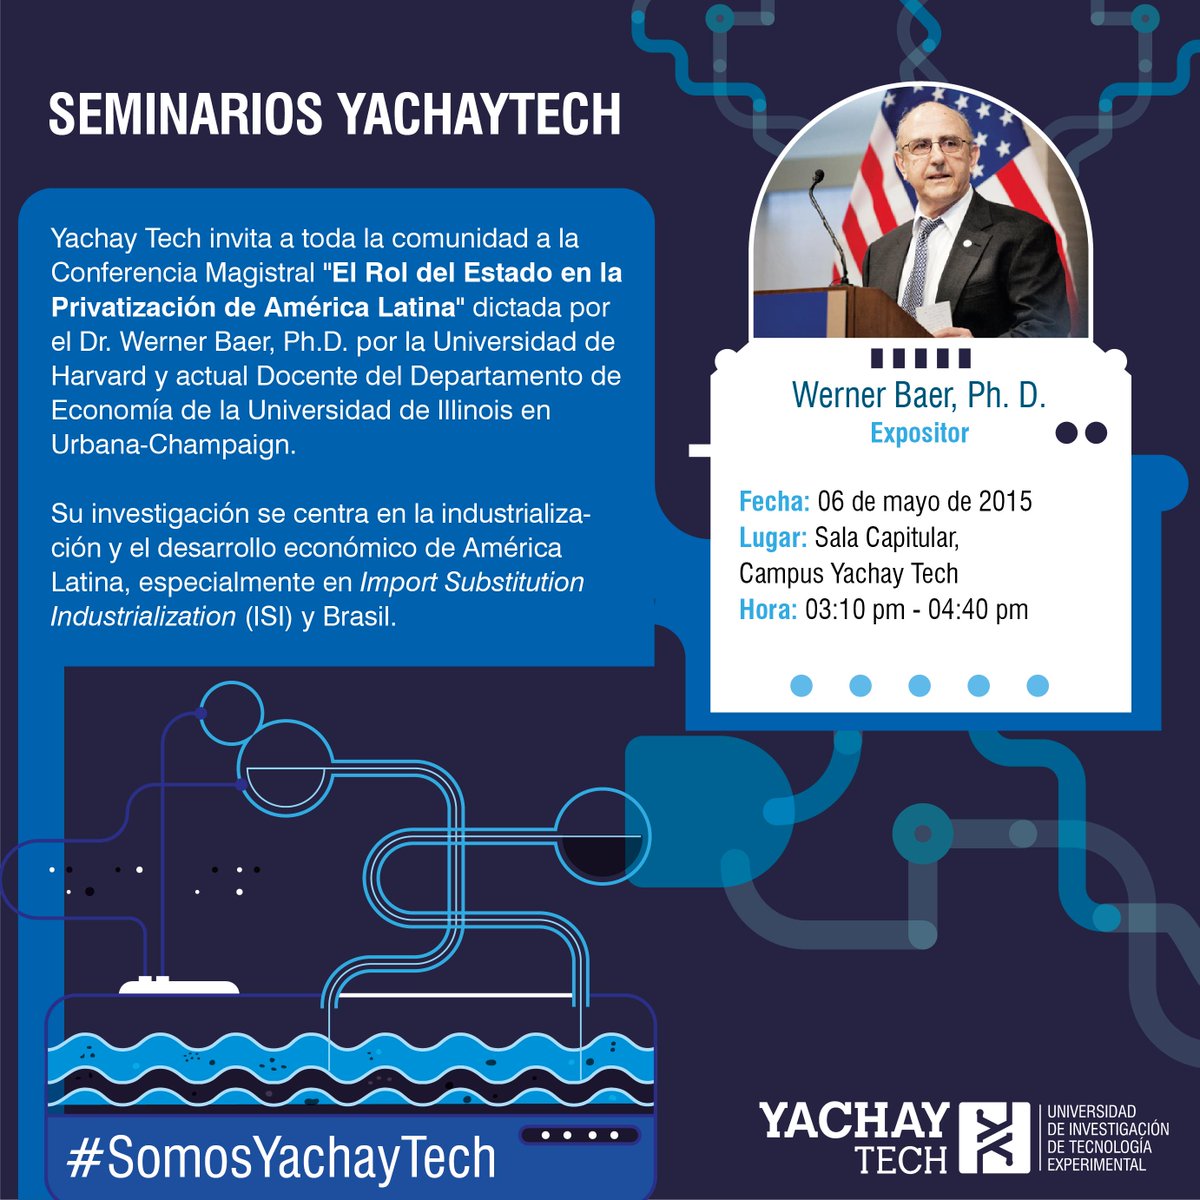 SEMINARIOS YACHAYTECH
Yachay Tech invita a toda la comunidad a la
Conferencia Magistral "El Rol del Estado en la
Privatización de América Latina" dictada por
el Dr. Werner Baer, Ph.D. por la Universidad de
Harvard y actual Docente del Departamento de
Economía de la Universidad de Illinois en
Urbana-Champaign.
Su investigación se centra en la industrializa-
ción y el desarrollo económico de América
Latina, especialmente en Import Substitution
Industrialization (ISI) y Brasil.
Werner Baer, Ph. D.
Expositor
Fecha: 06 de mayo de 2015
Lugar: Sala Capitular,
Campus Yachay Tech
Hora: 03:10 pm - 04:40 pm
#SomosYachayTech
YACHAY
TECH
UNIVERSIDAD
DE INVESTIGACIÓN
DE TECNOLOGÍA
EXPERIMENTAL